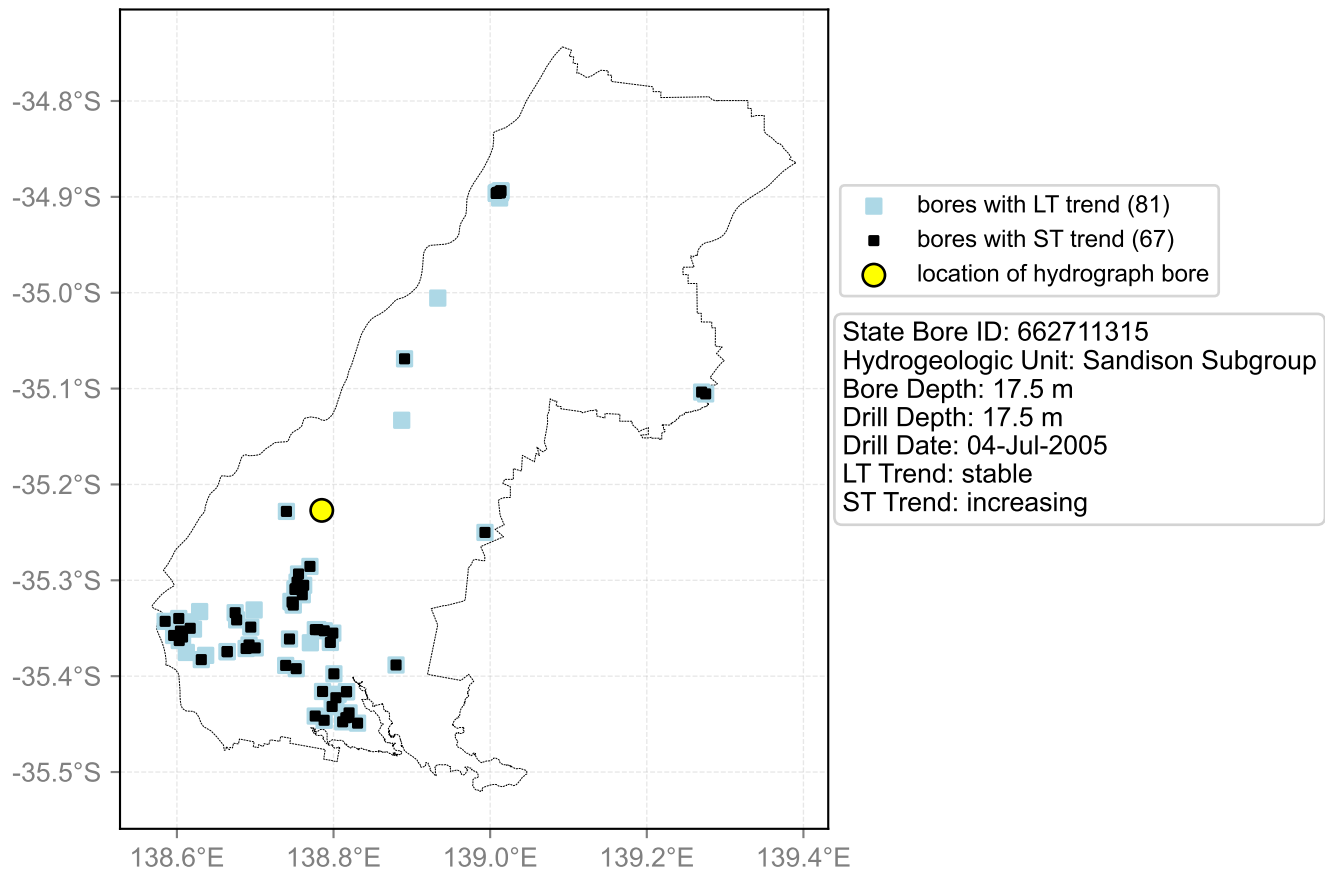 -34.8°S
-34.9°S
-35.0°S
-35.1°S
-35.2°S
-35.3°S
-35.4°S
-35.5°S
138.6°E
138.8°E
139.0°E
139.2°E
139.4°E
bores with LT trend (81)
bores with ST trend (67)
location of hydrograph bore
State Bore ID: 662711315
Hydrogeologic Unit: Sandison Subgroup
Bore Depth: 17.5 m
Drill Depth: 17.5 m
Drill Date: 04-Jul-2005
LT Trend: stable
ST Trend: increasing